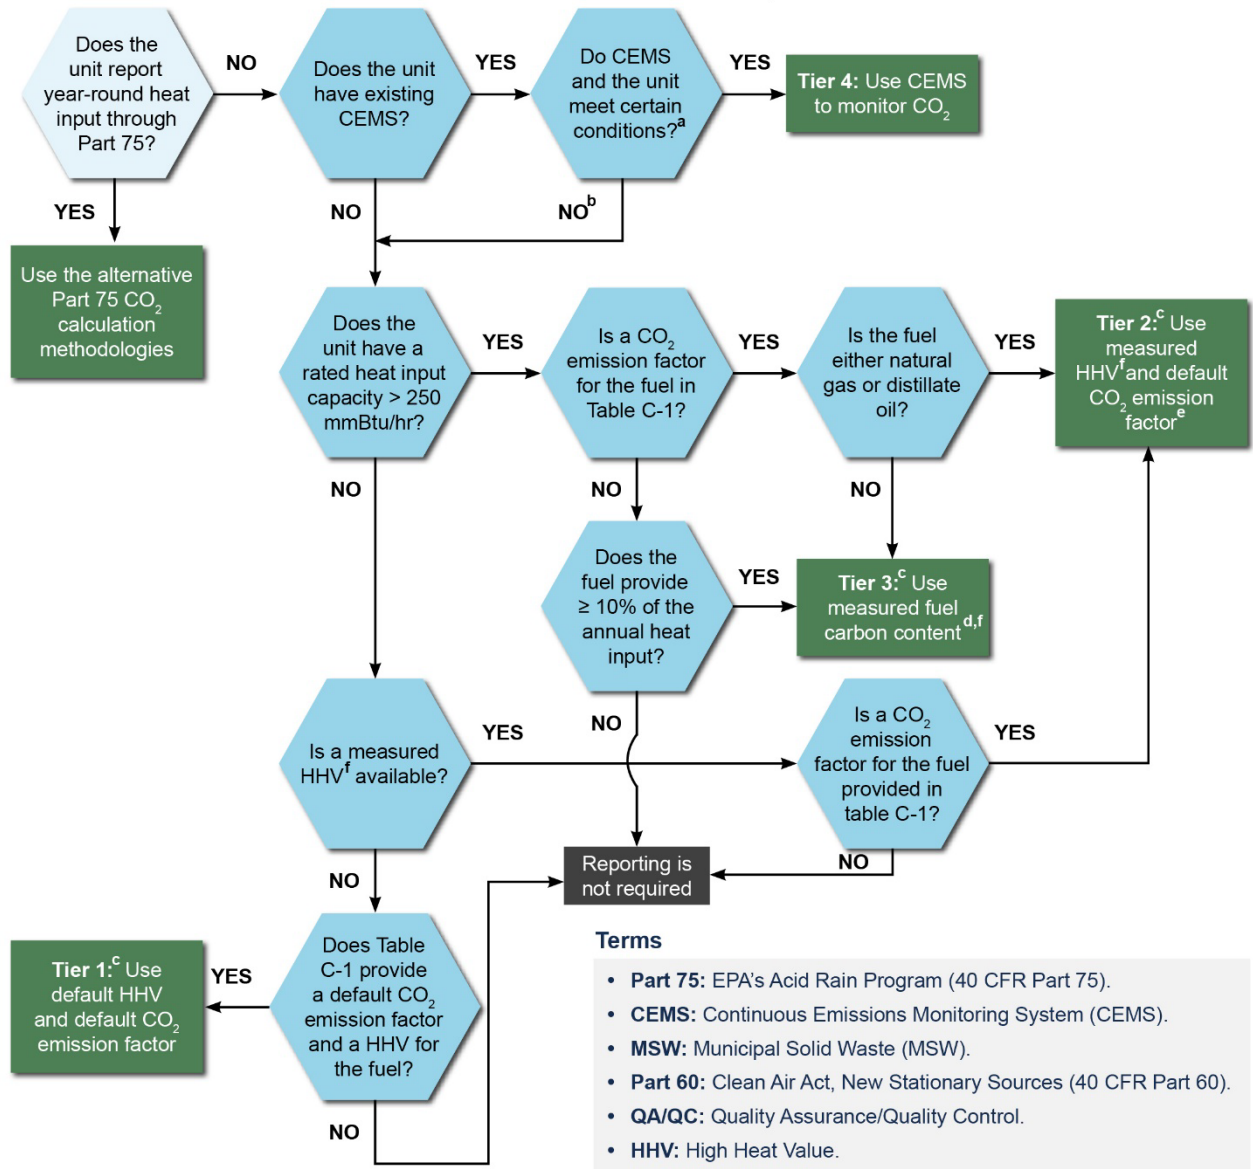 Does the
unit report
year-round heat
input through
Part 75?
NO
Does the unit
have existing
CEMS?
YES
Do CEMS
and the unit
meet certain
conditions?a
YES
Tier 4: Use CEMS
to monitor CO2
YES
NO
NOb
Use the alternative
Part 75 CO2
calculation
methodologies
Does the
unit have a
rated heat input
capacity > 250
mmBtu/hr?
YES
Is a CO2
emission factor
for the fuel in
Table C-1?
YES
Is the fuel
either natural
gas or distillate
oil?
YES
Tier 2:c Use
measured
HHVf and default
CO2 emission
factore
NO
NO
NO
Does the
fuel provide
≥ 10% of the
annual heat
input?
YES
Tier 3:c Use
measured fuel
carbon contentd,f
NO
Is a measured
HHVf available?
YES
Is a CO2
emission
factor for the fuel
provided in
table C-1?
YES
NO
NO
Reporting is
not required
Tier 1:c Use
default HHV
and default CO2
emission factor
YES
Does Table
C-1 provide
a default CO2
emission factor
and a HHV for
the fuel?
NO
Terms
• Part 75: EPA's Acid Rain Program (40 CFR Part 75).
• CEMS: Continuous Emissions Monitoring System (CEMS).
• MSW: Municipal Solid Waste (MSW).
• Part 60: Clean Air Act, New Stationary Sources (40 CFR Part 60).
• QA/QC: Quality Assurance/Quality Control.
• HHV: High Heat Value.